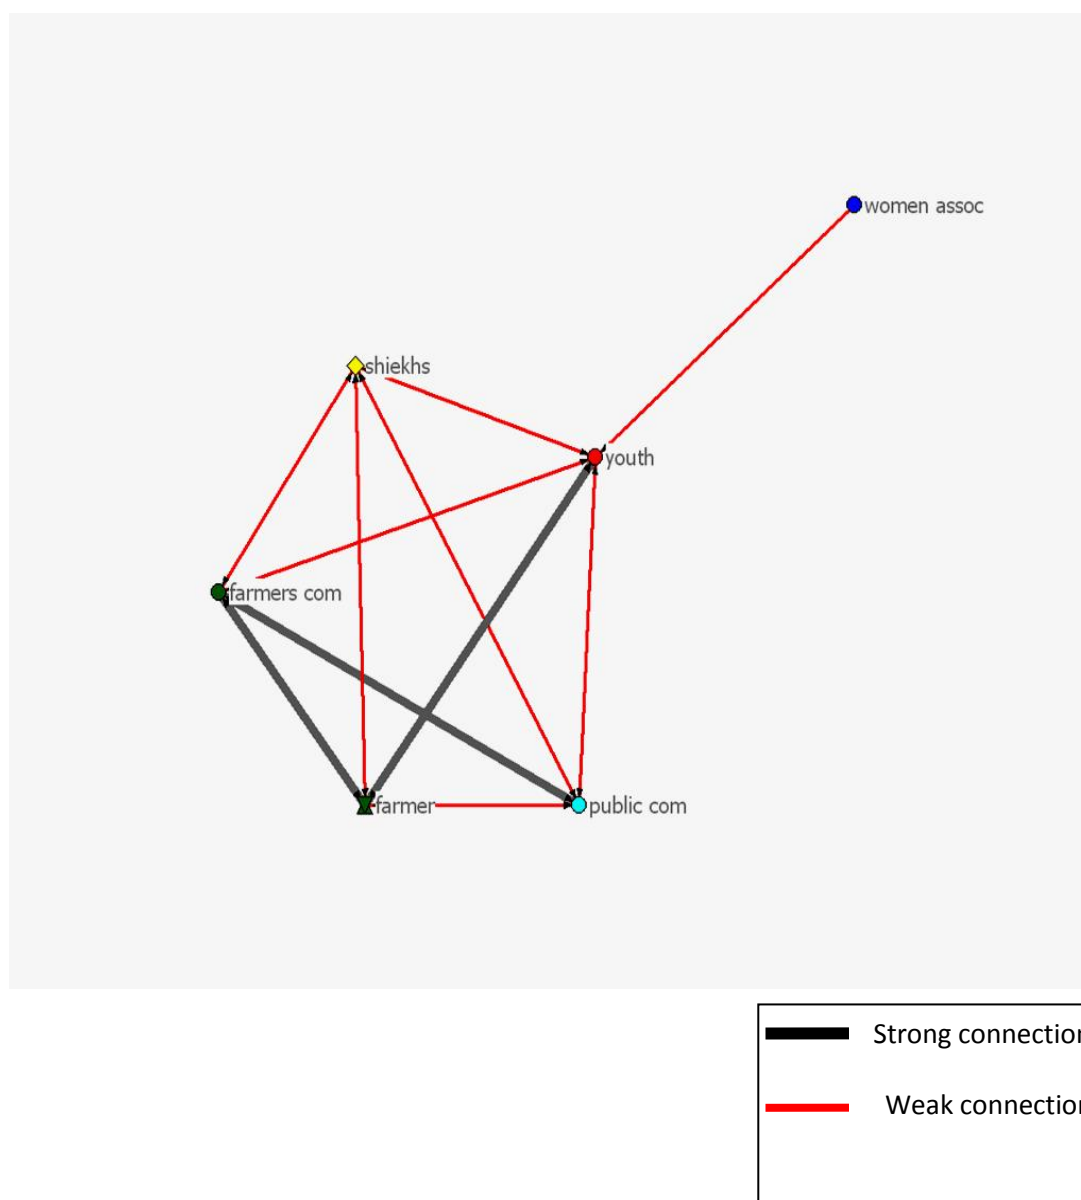 women assoc
shiekhs
youth
farmers com
farmer
public com
Strong connection
Weak connection